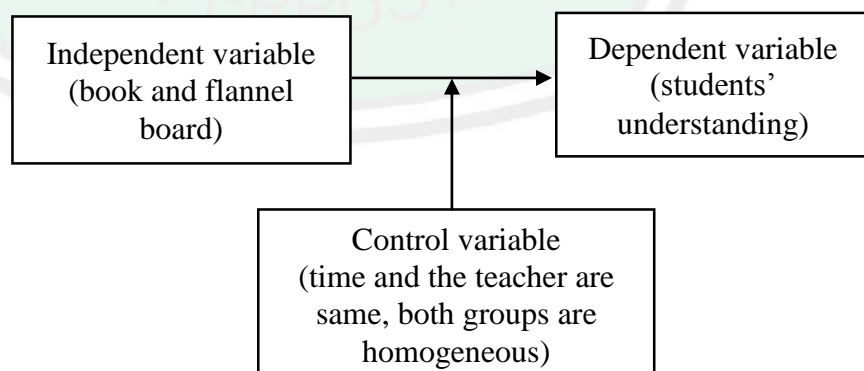 Independent variable
(book and flannel
board)
Dependent variable
(students’
understanding)
Control variable
(time and the teacher are
same, both groups are
homogeneous)